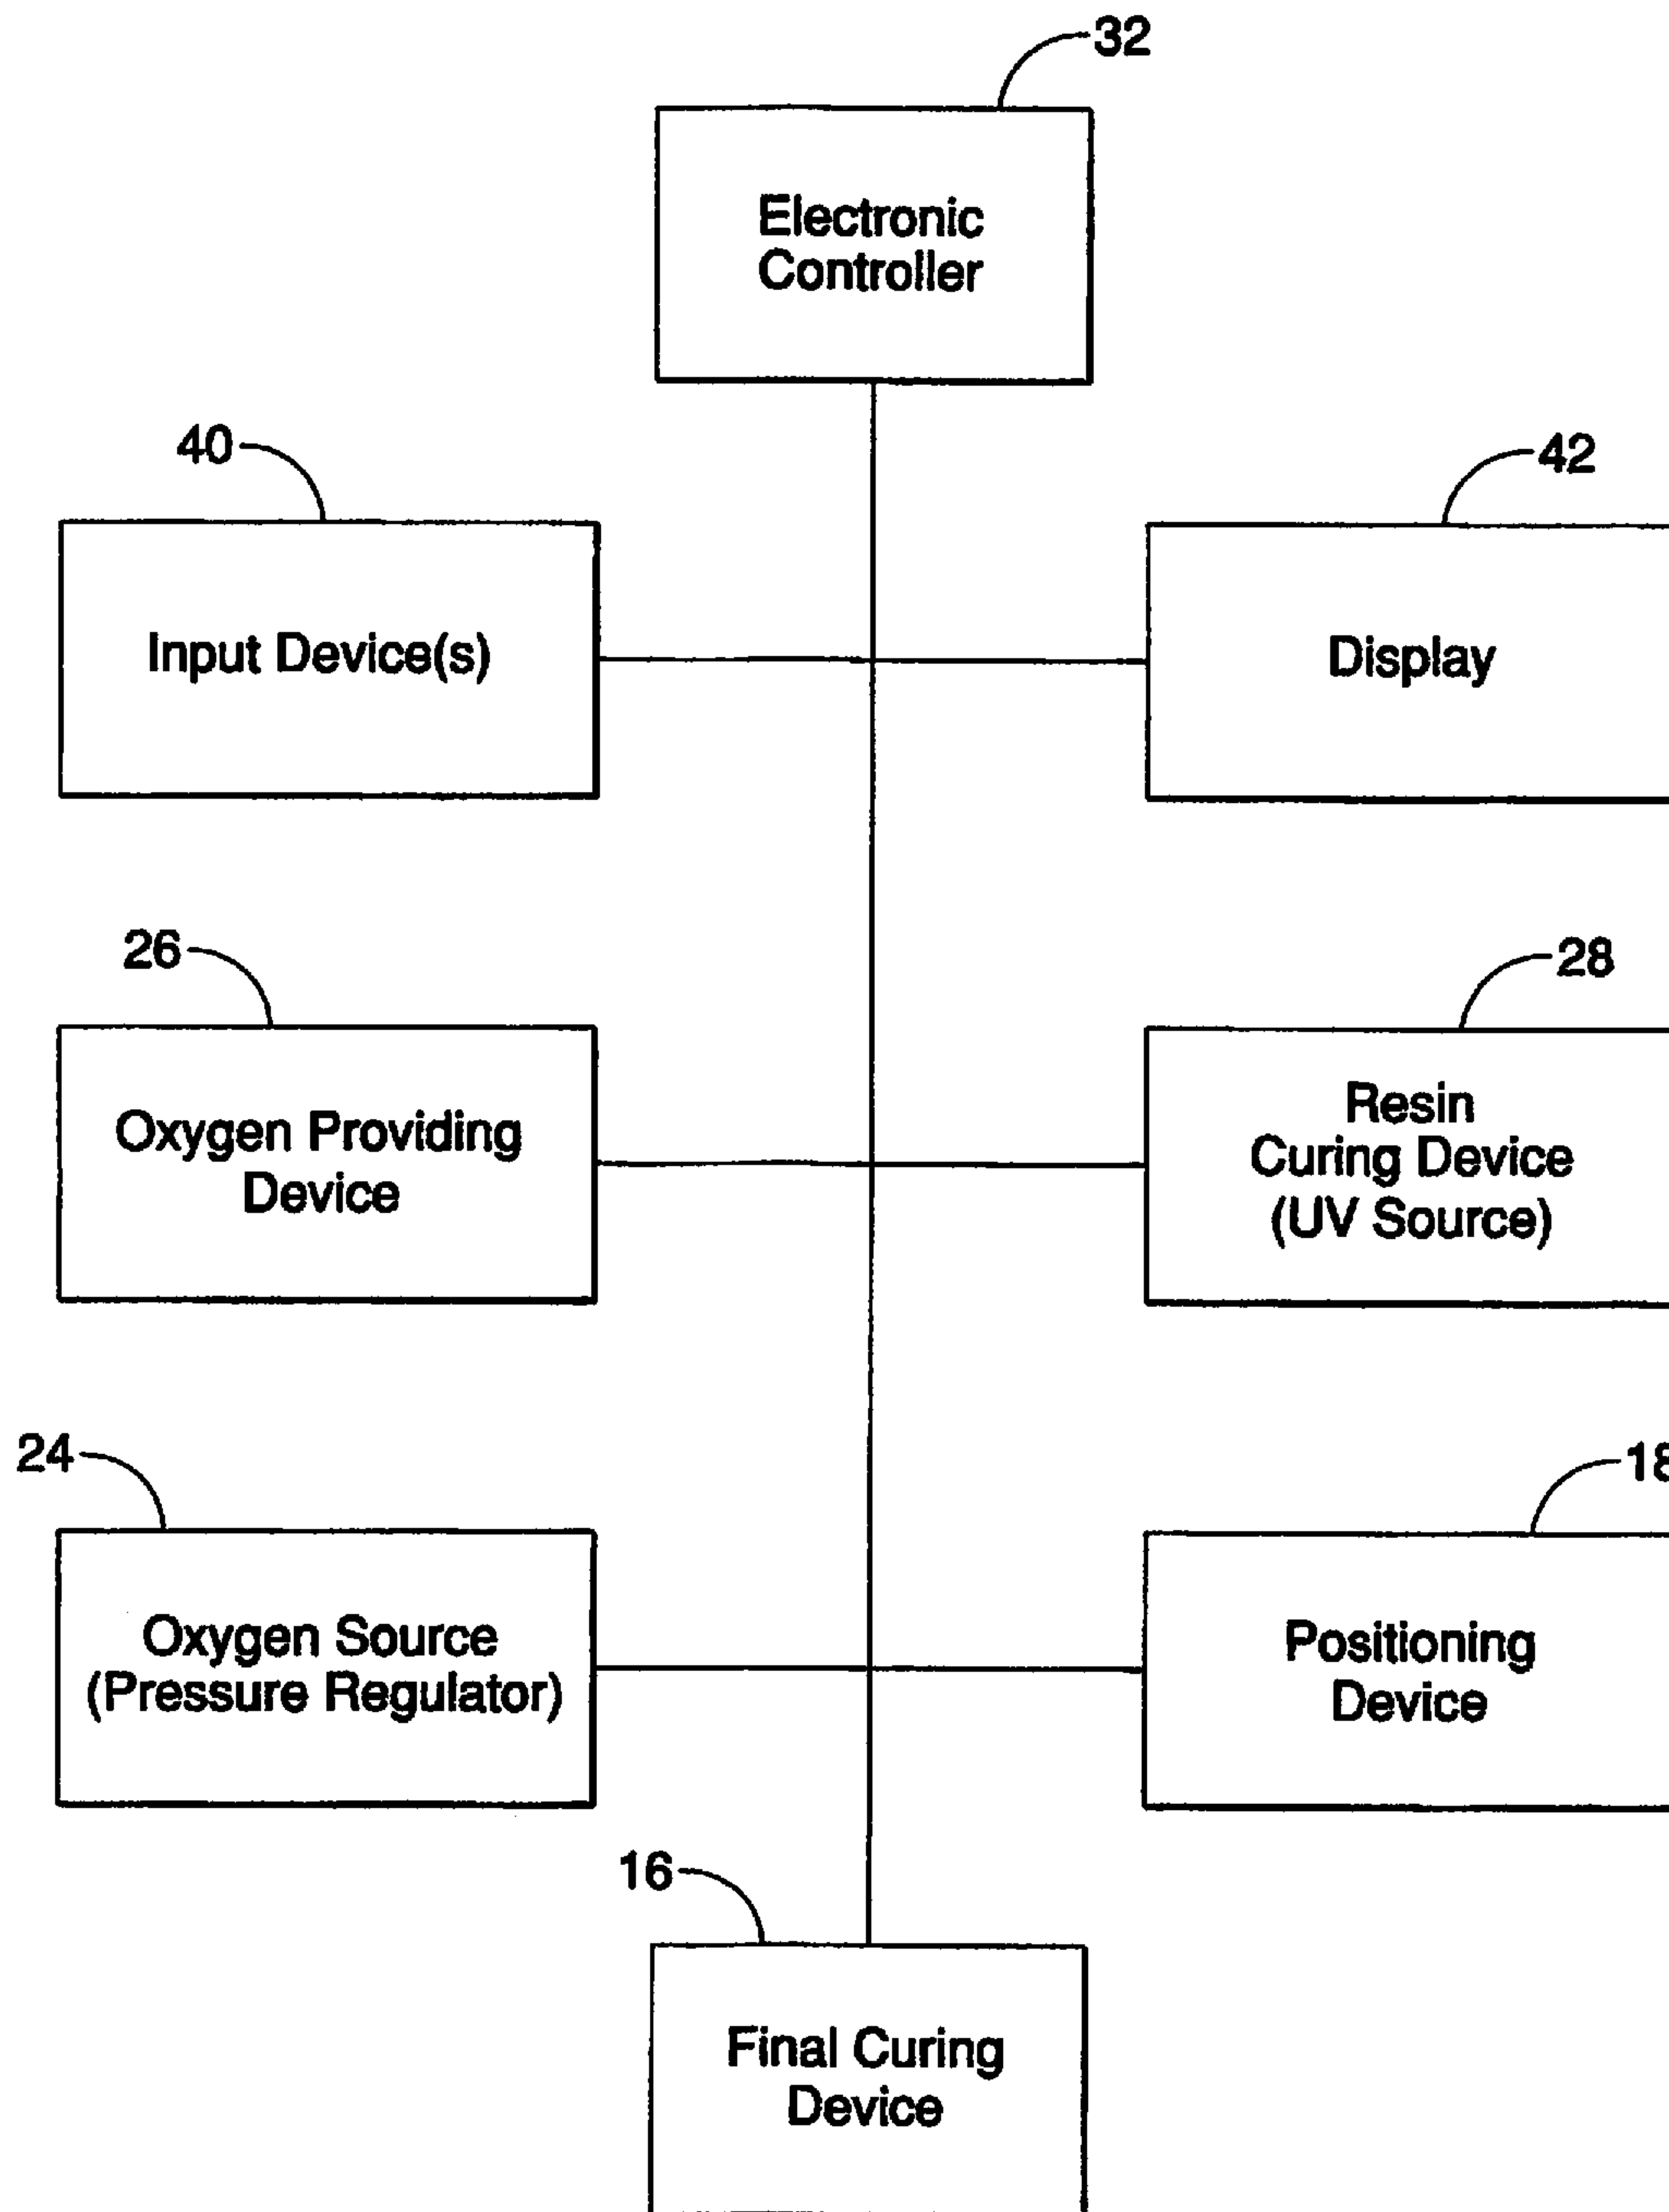 32
Electronic
Controller
40
42
Input Device(s)
Display
26
28
Oxygen Providing
Device
Resin
Curing Device
(UV Source)
24
18
Oxygen Source
(Pressure Regulator)
Positioning
Device
16
Final Curing
Device